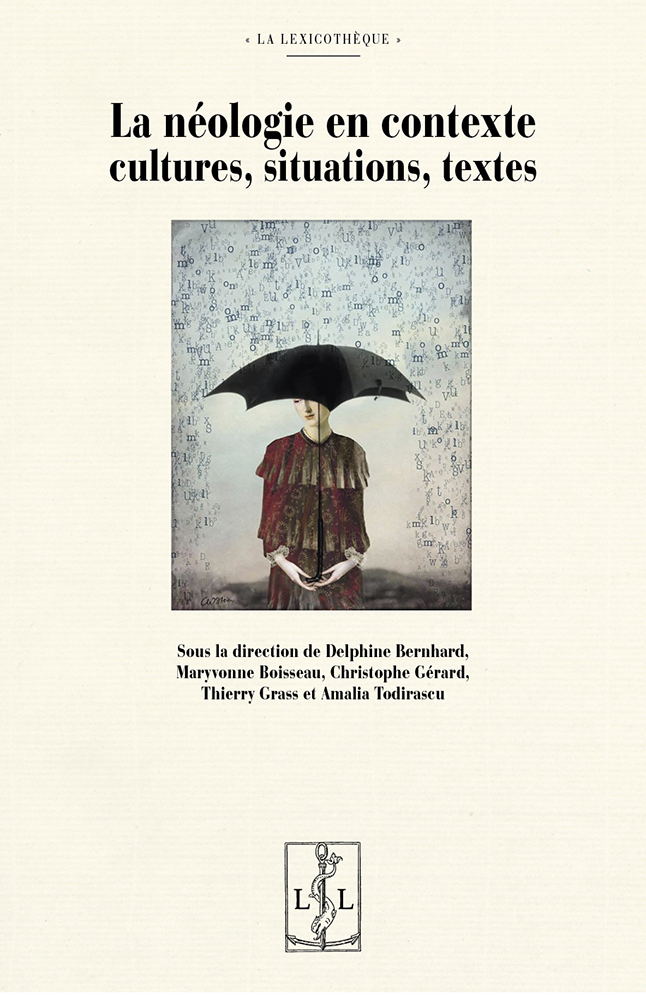 « LA LEXICOTHÈQUE »
La néologie en contexte
cultures, situations, textes
Sous la direction de Delphine Bernhard,
Maryvonne Boisseau, Christophe Gérard,
Thierry Grass et Amalia Todirascu
L L